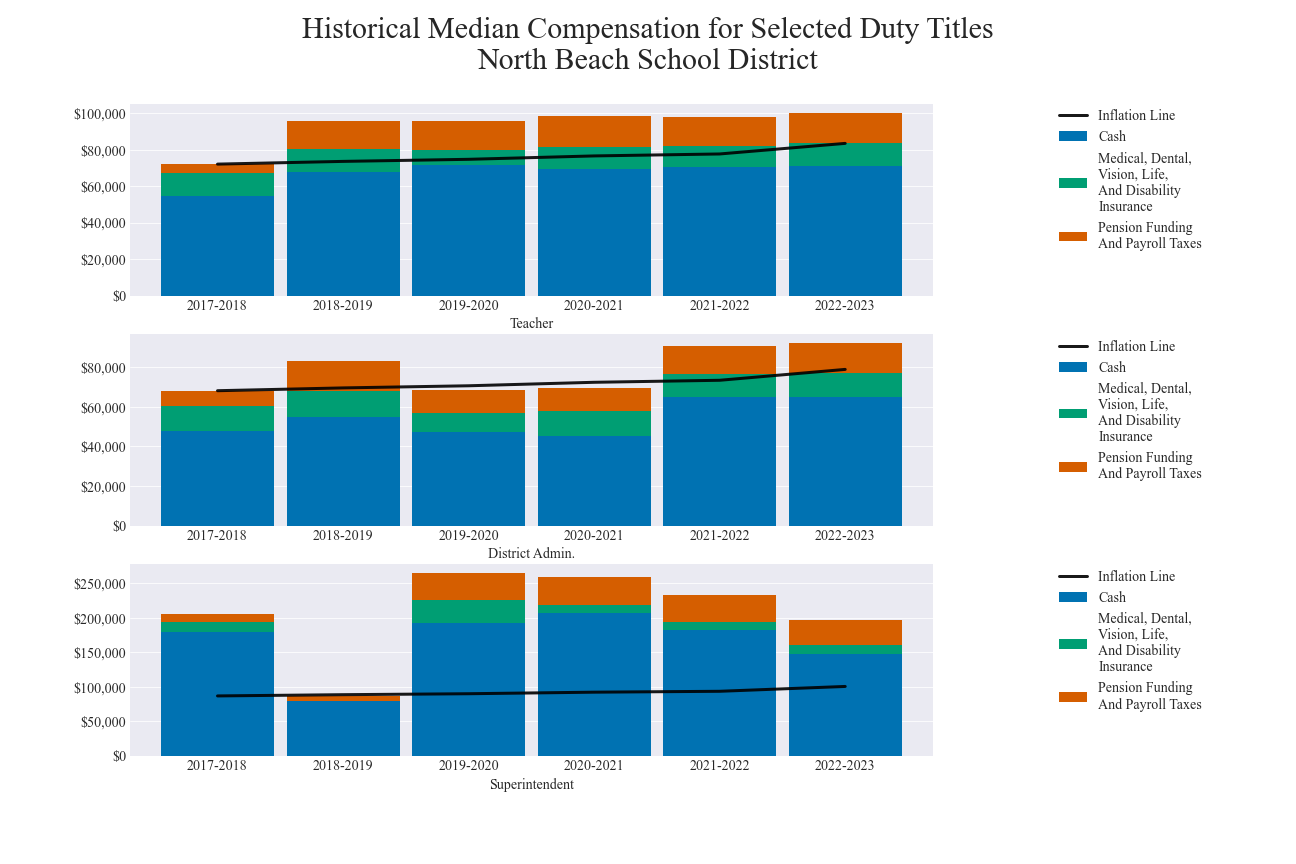 Historical Median Compensation for Selected Duty Titles
North Beach School District
$100,000
$80,000
$60,000
$40,000
$20,000
$0
2017-2018
2018-2019
2019-2020
2020-2021
2021-2022
2022-2023
Teacher
Inflation Line
Cash
Medical, Dental,
Vision, Life,
And Disability
Insurance
Pension Funding
And Payroll Taxes
$80,000
$60,000
$40,000
$20,000
$0
2017-2018
2018-2019
2019-2020
2020-2021
2021-2022
2022-2023
District Admin.
Inflation Line
Cash
Medical, Dental,
Vision, Life,
And Disability
Insurance
Pension Funding
And Payroll Taxes
$250,000
$200,000
$150,000
$100,000
$50,000
$0
2017-2018
2018-2019
2019-2020
2020-2021
2021-2022
2022-2023
Superintendent
Inflation Line
Cash
Medical, Dental,
Vision, Life,
And Disability
Insurance
Pension Funding
And Payroll Taxes